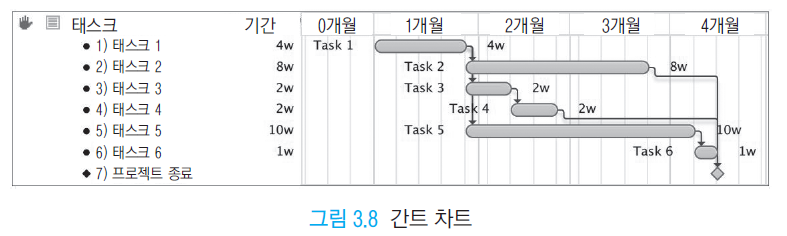 태스크 기간 0개월 1개월 2개월 3개월 4개월
● 1) 태스크 1 4w Task 1 4w
● 2) 태스크 2 8w Task 2 8w
● 3) 태스크 3 2w Task 3 2w
● 4) 태스크 4 2w Task 4 2w
● 5) 태스크 5 10w Task 5 10w
● 6) 태스크 6 1w Task 6 1w
◆ 7) 프로젝트 종료
그림 3.8 간트 차트